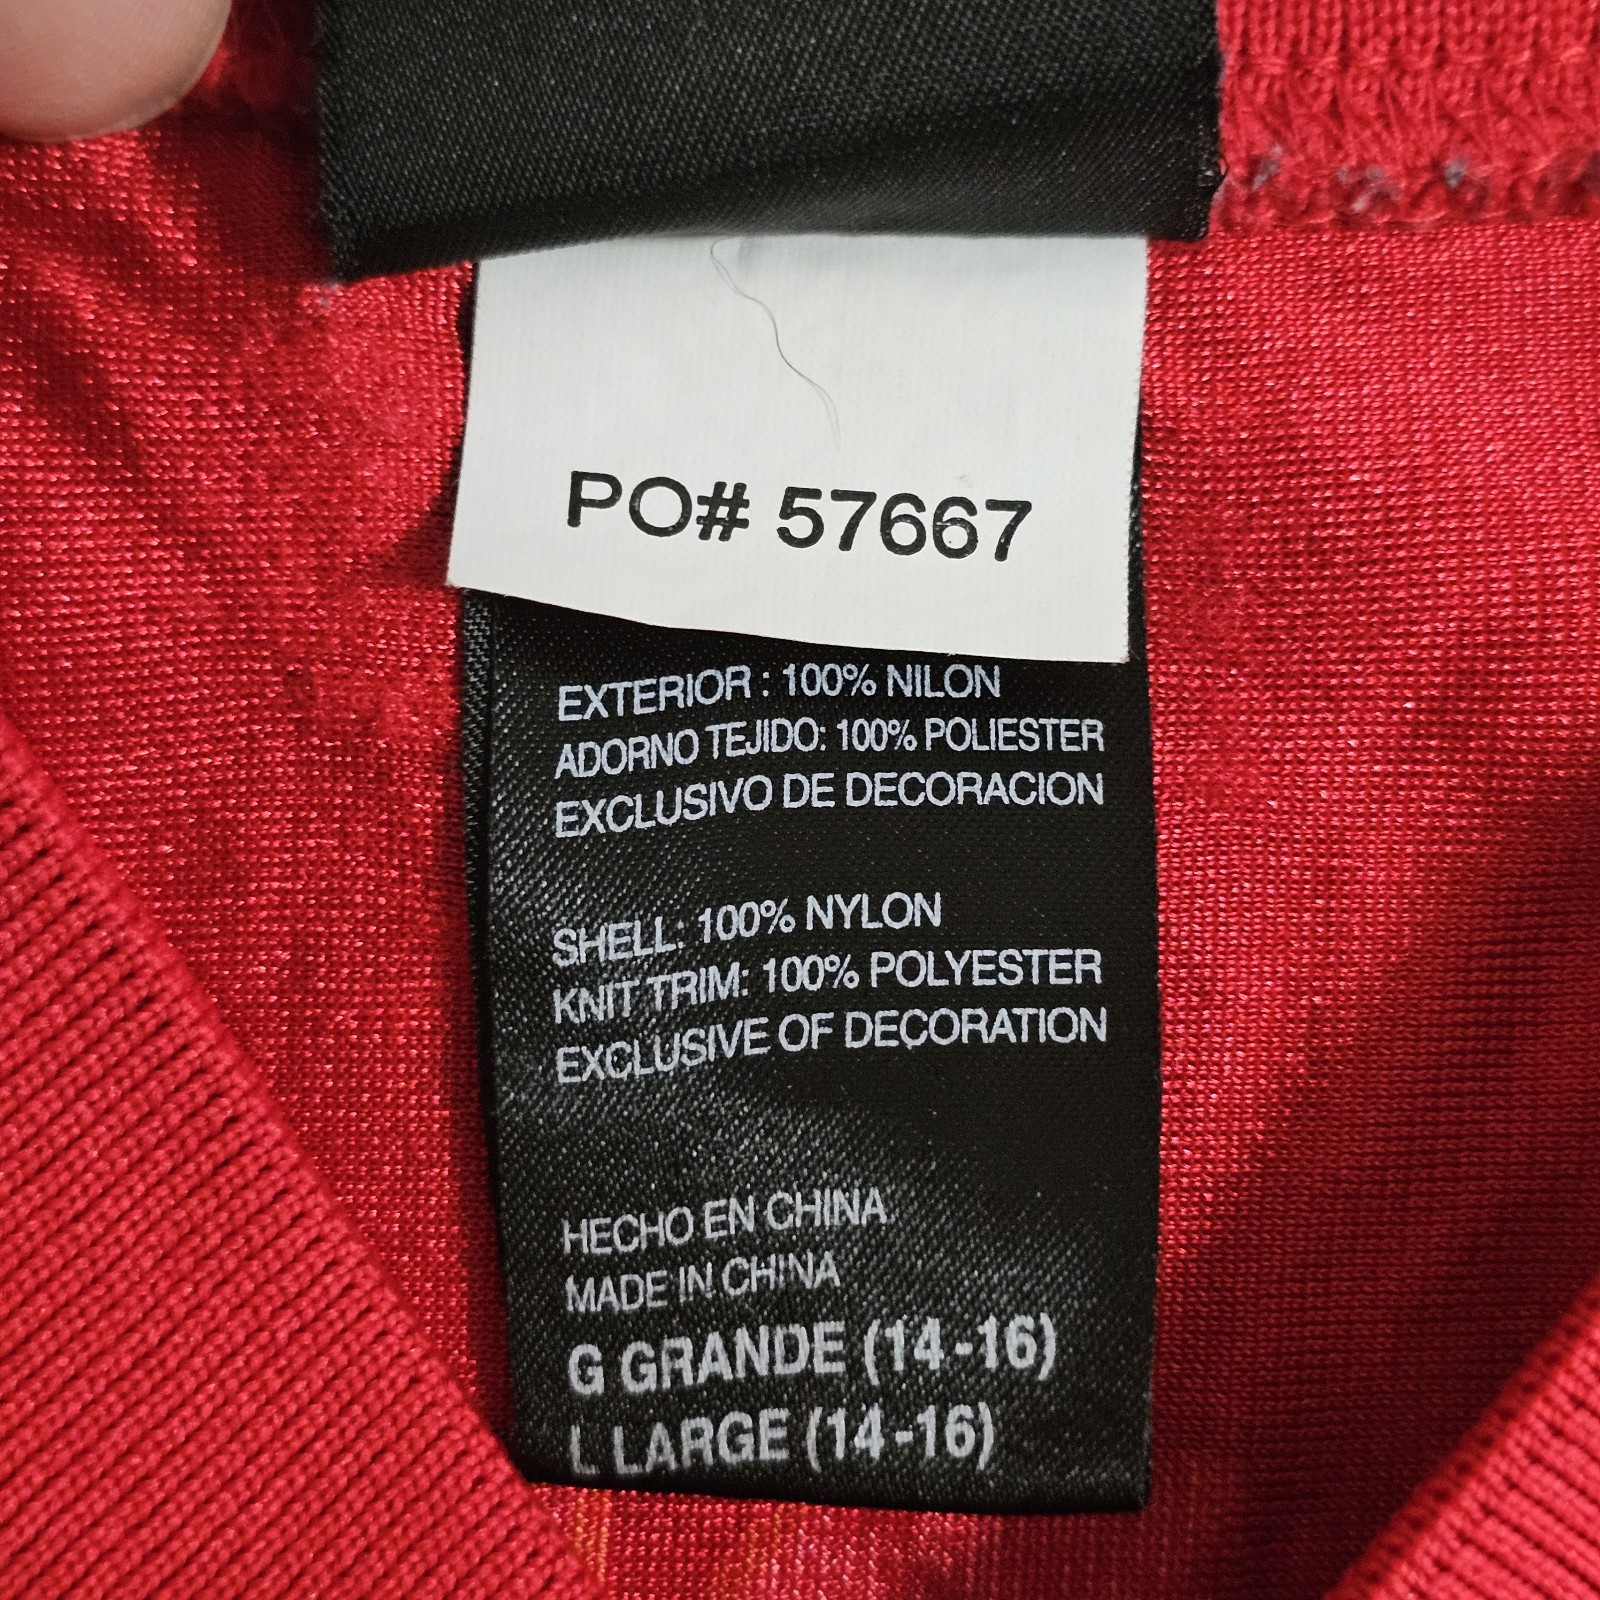 PO# 57667
EXTERIOR : 100% NILON
ADORNO TEJIDO: 100% POLIESTER
EXCLUSIVO DE DECORACION
SHELL: 100% NYLON
KNIT TRIM: 100% POLYESTER
EXCLUSIVE OF DECORATION
HECHO EN CHINA
MADE IN CHINA
G GRANDE (14-16)
L LARGE (14-16)